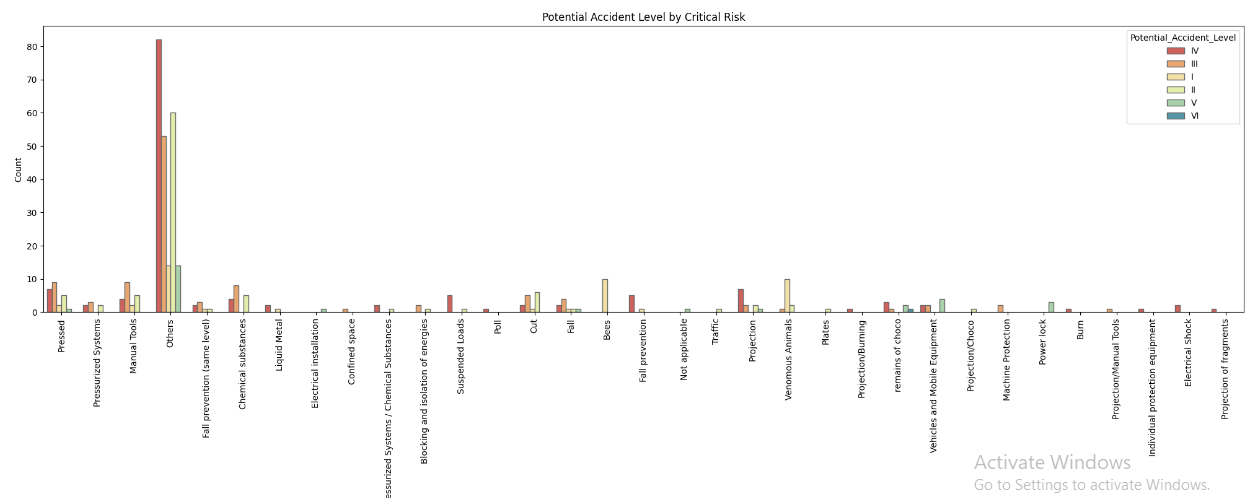 Potential Accident Level by Critical Risk
Potential_Accident_Level
IV
III
I
II
V
VI
Count
80
70
60
50
40
30
20
10
0
Pressed
Pressurized Systems
Manual Tools
Others
Fall prevention (same level)
Chemical substances
Liquid Metal
Electrical installation
Confined space
essurized Systems / Chemical Substances
Blocking and isolation of energies
Suspended Loads
Poll
Cut
Fall
Bees
Fall prevention
Not applicable
Traffic
Projection
Venomous Animals
Plates
Projection/Burning
remains of choco
Vehicles and Mobile Equipment
Projection/Choco
Machine Protection
Power lock
Burn
Projection/Manual Tools
Individual protection equipment
Electrical Shock
Projection of fragments
Activate Windows
Go to Settings to activate Windows.